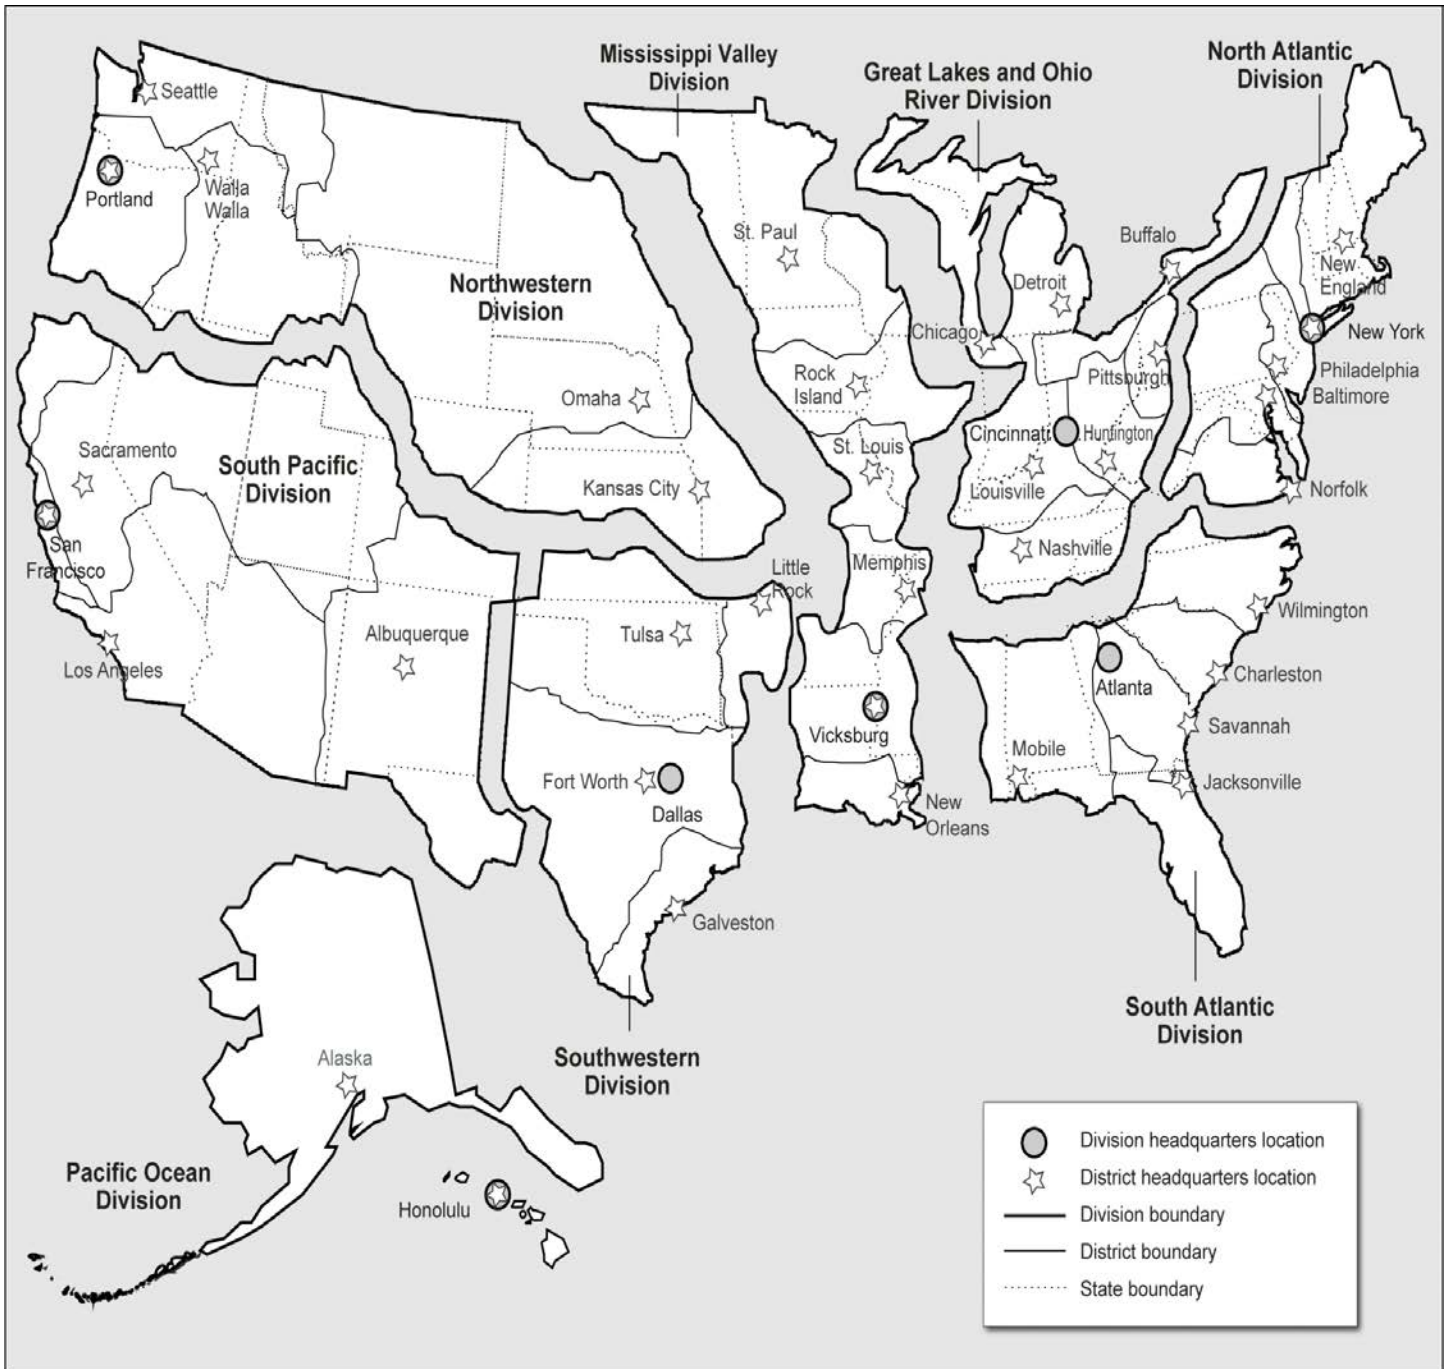 Mississippi Valley
Division
Great Lakes and Ohio
River Division
North Atlantic
Division
Seattle
Portland
Walla
Walla
Northwestern
Division
Omaha
Kansas City
St. Paul
Rock
Island
St. Louis
Memphis
Vicksburg
New
Orleans
Buffalo
Detroit
Chicago
Pittsburgh
Cincinnati
Huntington
Louisville
Nashville
New
England
New York
Philadelphia
Baltimore
Norfolk
Sacramento
South Pacific
Division
San
Francisco
Los Angeles
Albuquerque
Little
Rock
Tulsa
Fort Worth
Dallas
Galveston
Southwestern
Division
Wilmington
Charleston
Atlanta
Savannah
Mobile
Jacksonville
South Atlantic
Division
Alaska
Pacific Ocean
Division
Honolulu
Division headquarters location
District headquarters location
Division boundary
District boundary
State boundary